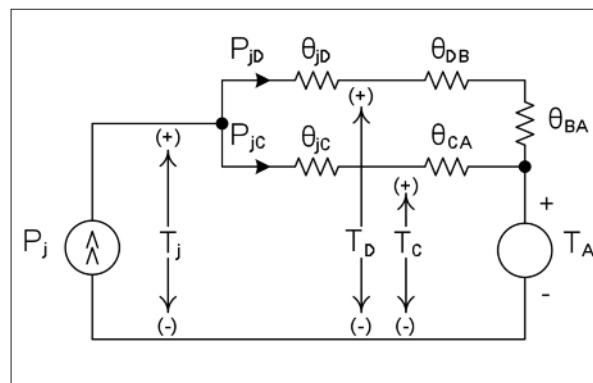 P_jD θ_jD θ_DB
(+) (+)
P_jC θ_jC θ_CA θ_BA
(+)
+
P_j T_j T_D T_C T_A
-
(-) (-) (-)